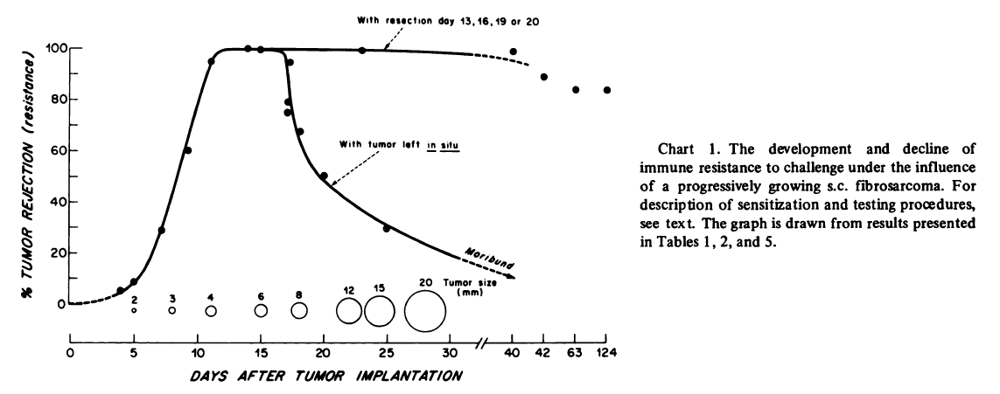 With resection day 13, 16, 19 or 20
100
80
60
40
20
0
% TUMOR REJECTION (resistance)
With tumor left in situ
Moribund
2 3 4 6 8 12 15 20 Tumor size
(mm)
0 5 10 15 20 25 30 40 42 63 124
DAYS AFTER TUMOR IMPLANTATION
Chart 1. The development and decline of
immune resistance to challenge under the influence
of a progressively growing s.c. fibrosarcoma. For
description of sensitization and testing procedures,
see text. The graph is drawn from results presented
in Tables 1, 2, and 5.